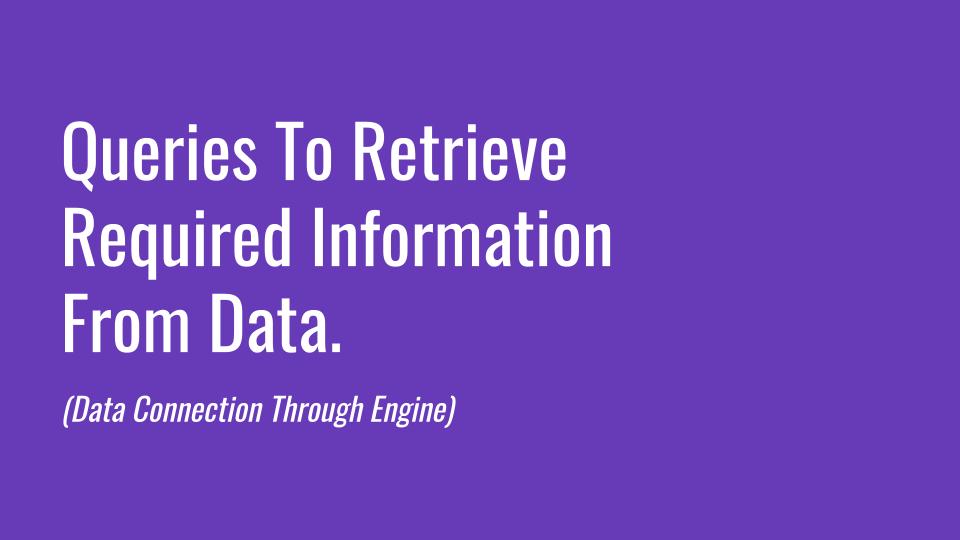 Queries To Retrieve
Required Information
From Data.
(Data Connection Through Engine)